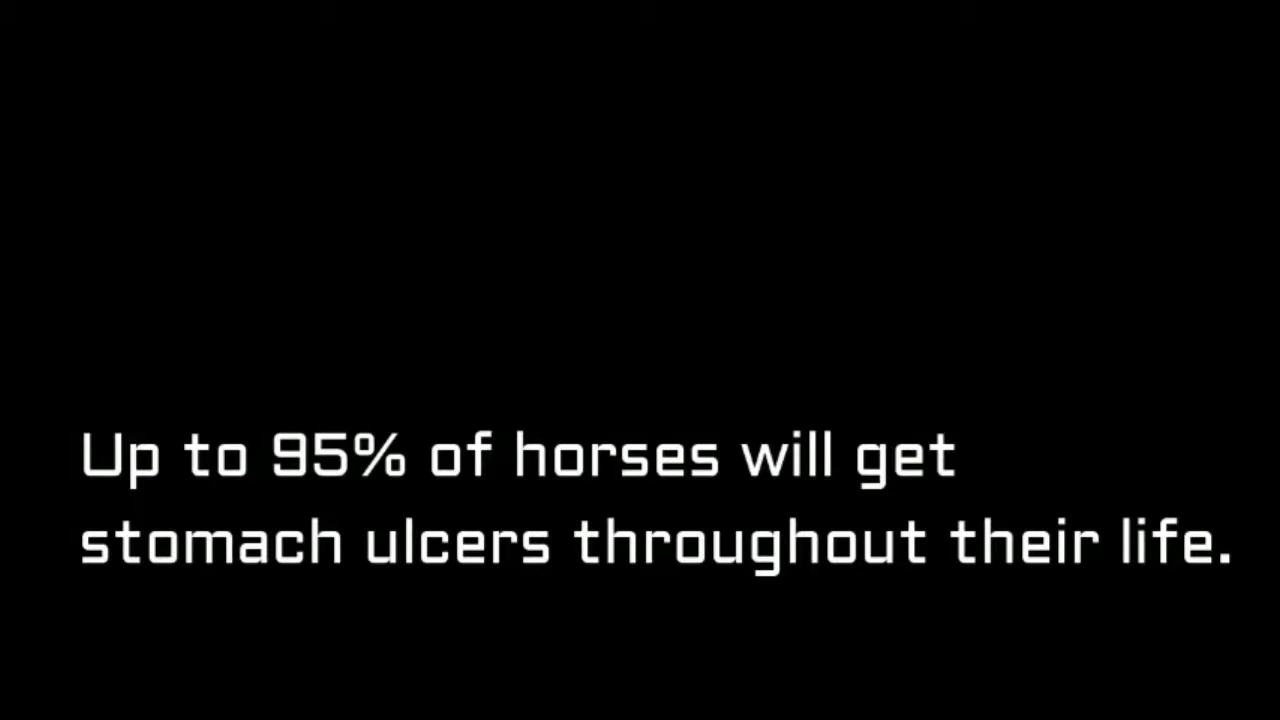 Up to 95% of horses will get
stomach ulcers throughout their life.